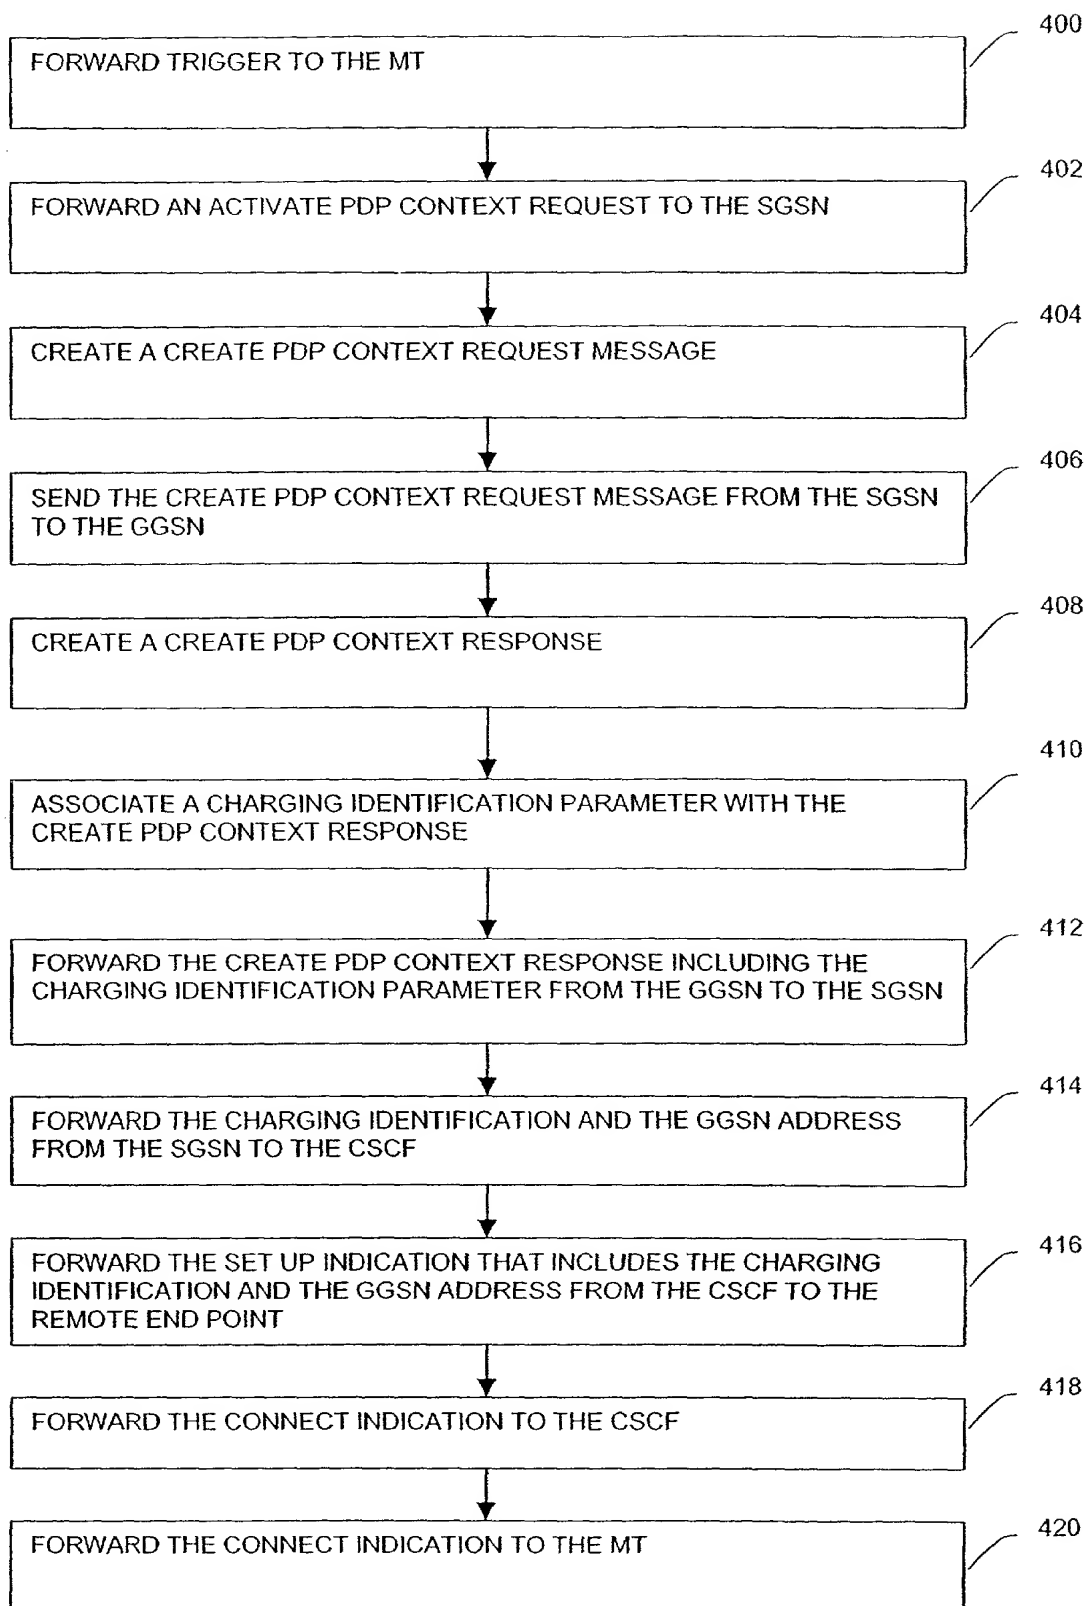 400
FORWARD TRIGGER TO THE MT
402
FORWARD AN ACTIVATE PDP CONTEXT REQUEST TO THE SGSN
404
CREATE A CREATE PDP CONTEXT REQUEST MESSAGE
406
SEND THE CREATE PDP CONTEXT REQUEST MESSAGE FROM THE SGSN
TO THE GGSN
408
CREATE A CREATE PDP CONTEXT RESPONSE
410
ASSOCIATE A CHARGING IDENTIFICATION PARAMETER WITH THE
CREATE PDP CONTEXT RESPONSE
412
FORWARD THE CREATE PDP CONTEXT RESPONSE INCLUDING THE
CHARGING IDENTIFICATION PARAMETER FROM THE GGSN TO THE SGSN
414
FORWARD THE CHARGING IDENTIFICATION AND THE GGSN ADDRESS
FROM THE SGSN TO THE CSCF
416
FORWARD THE SET UP INDICATION THAT INCLUDES THE CHARGING
IDENTIFICATION AND THE GGSN ADDRESS FROM THE CSCF TO THE
REMOTE END POINT
418
FORWARD THE CONNECT INDICATION TO THE CSCF
420
FORWARD THE CONNECT INDICATION TO THE MT